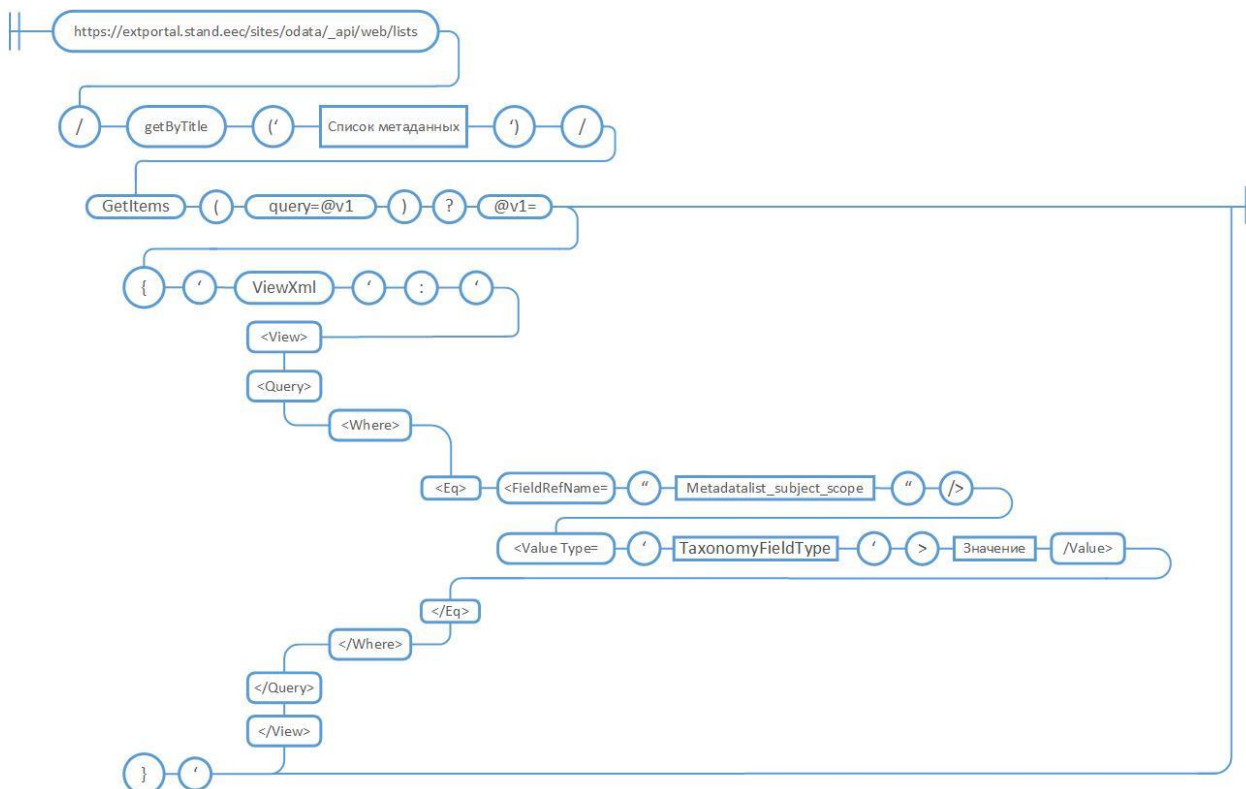 https://extportal.stand.eec/sites/odata/_api/web/lists
/ getByTitle (‘ Список метаданных ‘) /
GetItems ( query=@v1 ) ? @v1=
{ ‘ ViewXml ‘ : ‘
<View>
<Query>
<Where>
<Eq> <FieldRefName= “ Metadatalist_subject_scope “ />
<Value Type= ‘ TaxonomyFieldType ‘ > Значение /Value>
</Eq>
</Where>
</Query>
</View>
} ‘